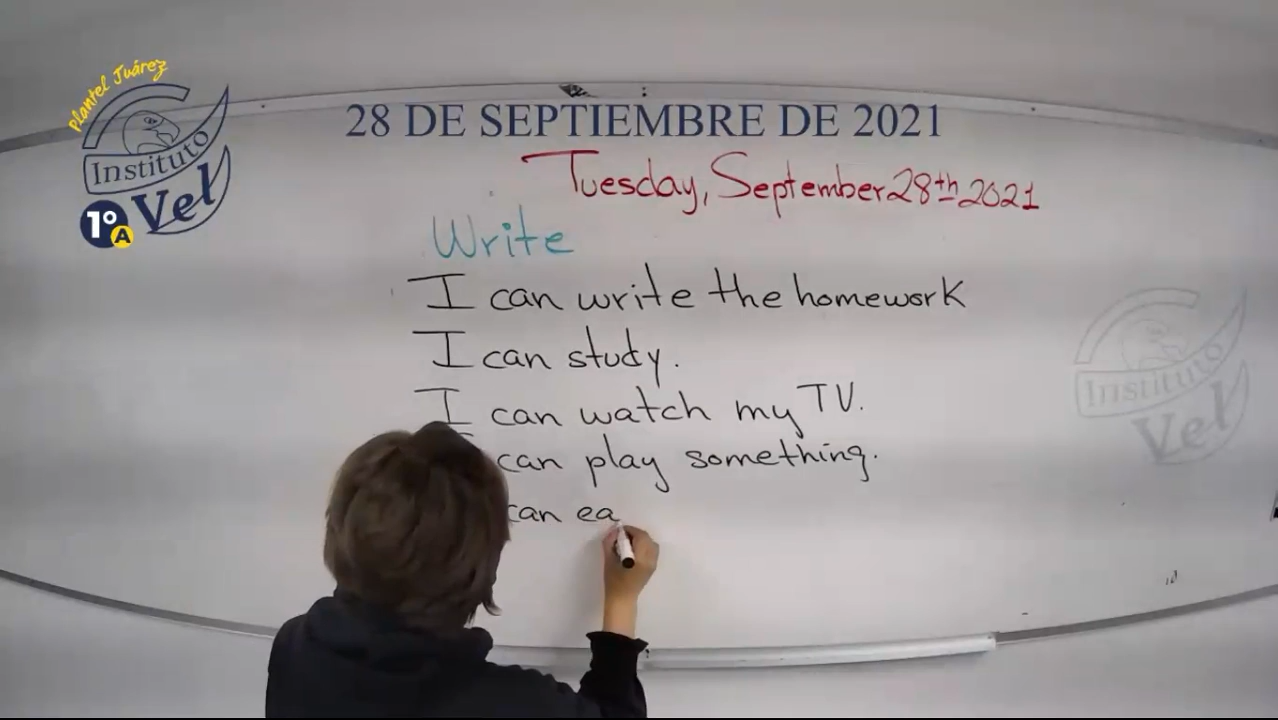 Plantel Juárez
Instituto
Vel
1º A
28 DE SEPTIEMBRE DE 2021
Tuesday, September 28th 2021
Write
I can write the homework
I can study.
I can watch my TV.
can play something.
can ea
Instituto
Vel